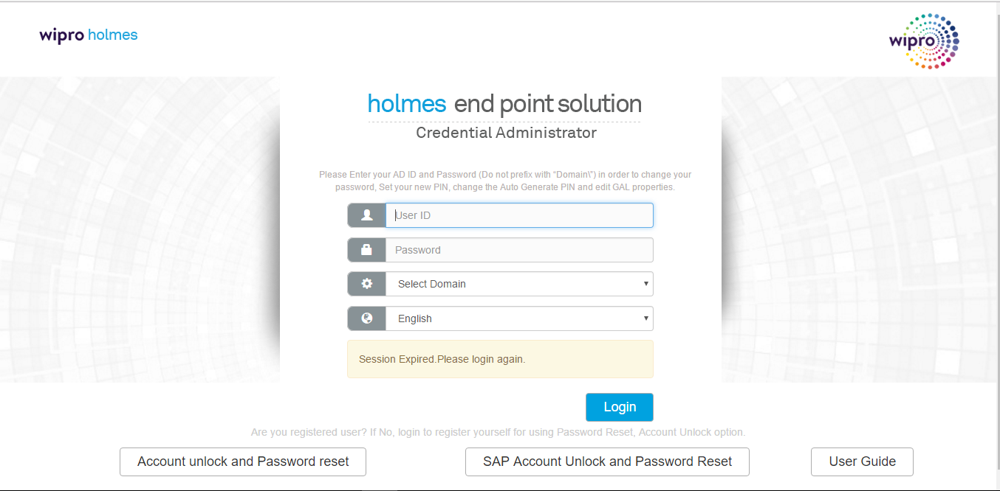 wipro holmes
wipro
holmes end point solution
Credential Administrator
Please Enter your AD ID and Password (Do not prefix with “Domain\”) in order to change your
password, Set your new PIN, change the Auto Generate PIN and edit GAL properties.
User ID
Password
Select Domain
English
Session Expired.Please login again.
Login
Are you registered user? If No, login to register yourself for using Password Reset, Account Unlock option.
Account unlock and Password reset
SAP Account Unlock and Password Reset
User Guide